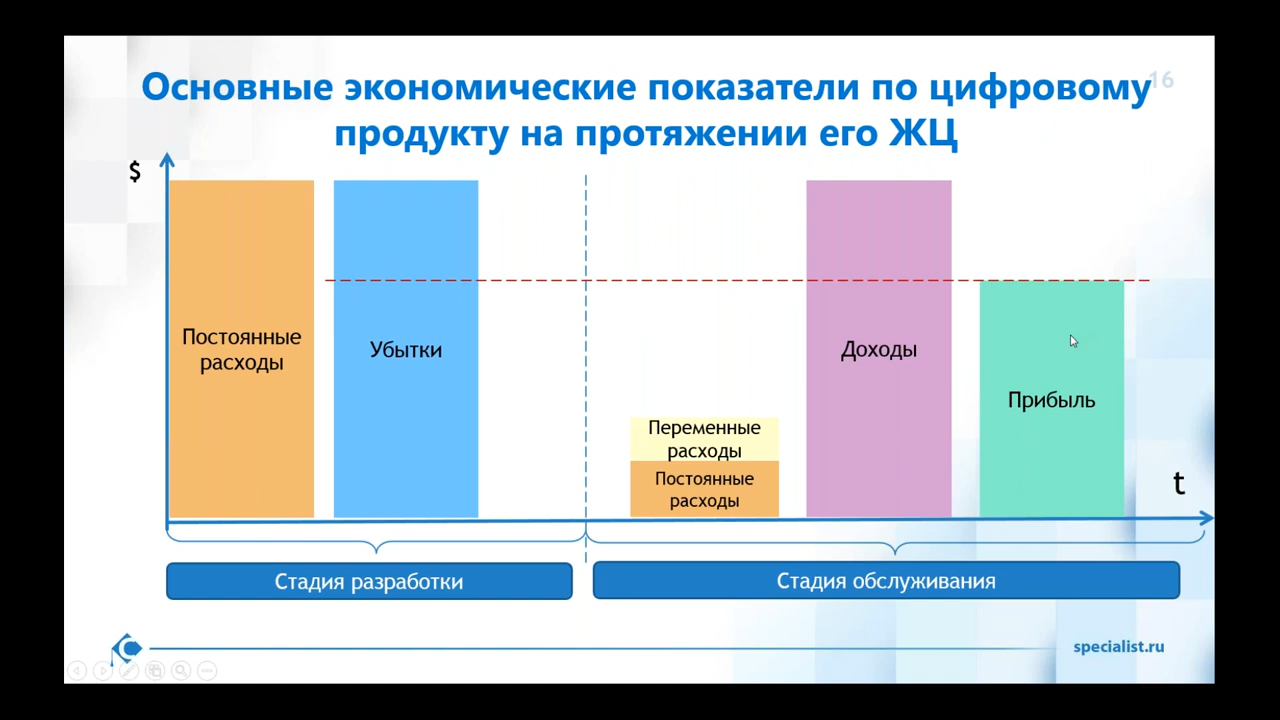 Основные экономические показатели по цифровому
16
продукту на протяжении его ЖЦ
$
Постоянные
расходы
Убытки
Переменные
расходы
Постоянные
расходы
Доходы
Прибыль
t
Стадия разработки
Стадия обслуживания
specialist.ru